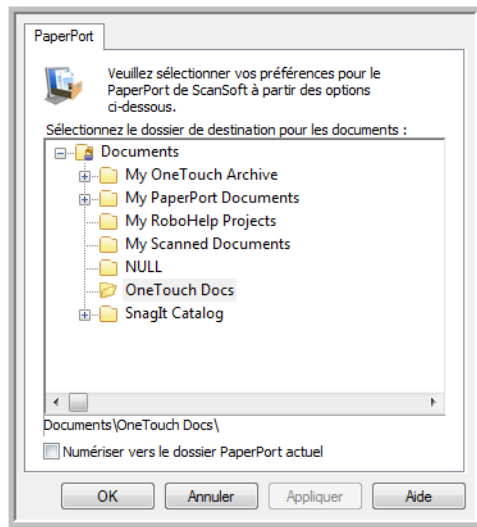 PaperPort
Veuillez sélectionner vos préférences pour le
PaperPort de ScanSoft à partir des options
ci-dessous.
Sélectionnez le dossier de destination pour les documents :
Documents
My OneTouch Archive
My PaperPort Documents
My RoboHelp Projects
My Scanned Documents
NULL
OneTouch Docs
SnagIt Catalog
Documents\OneTouch Docs\
Numériser vers le dossier PaperPort actuel
OK Annuler Appliquer Aide